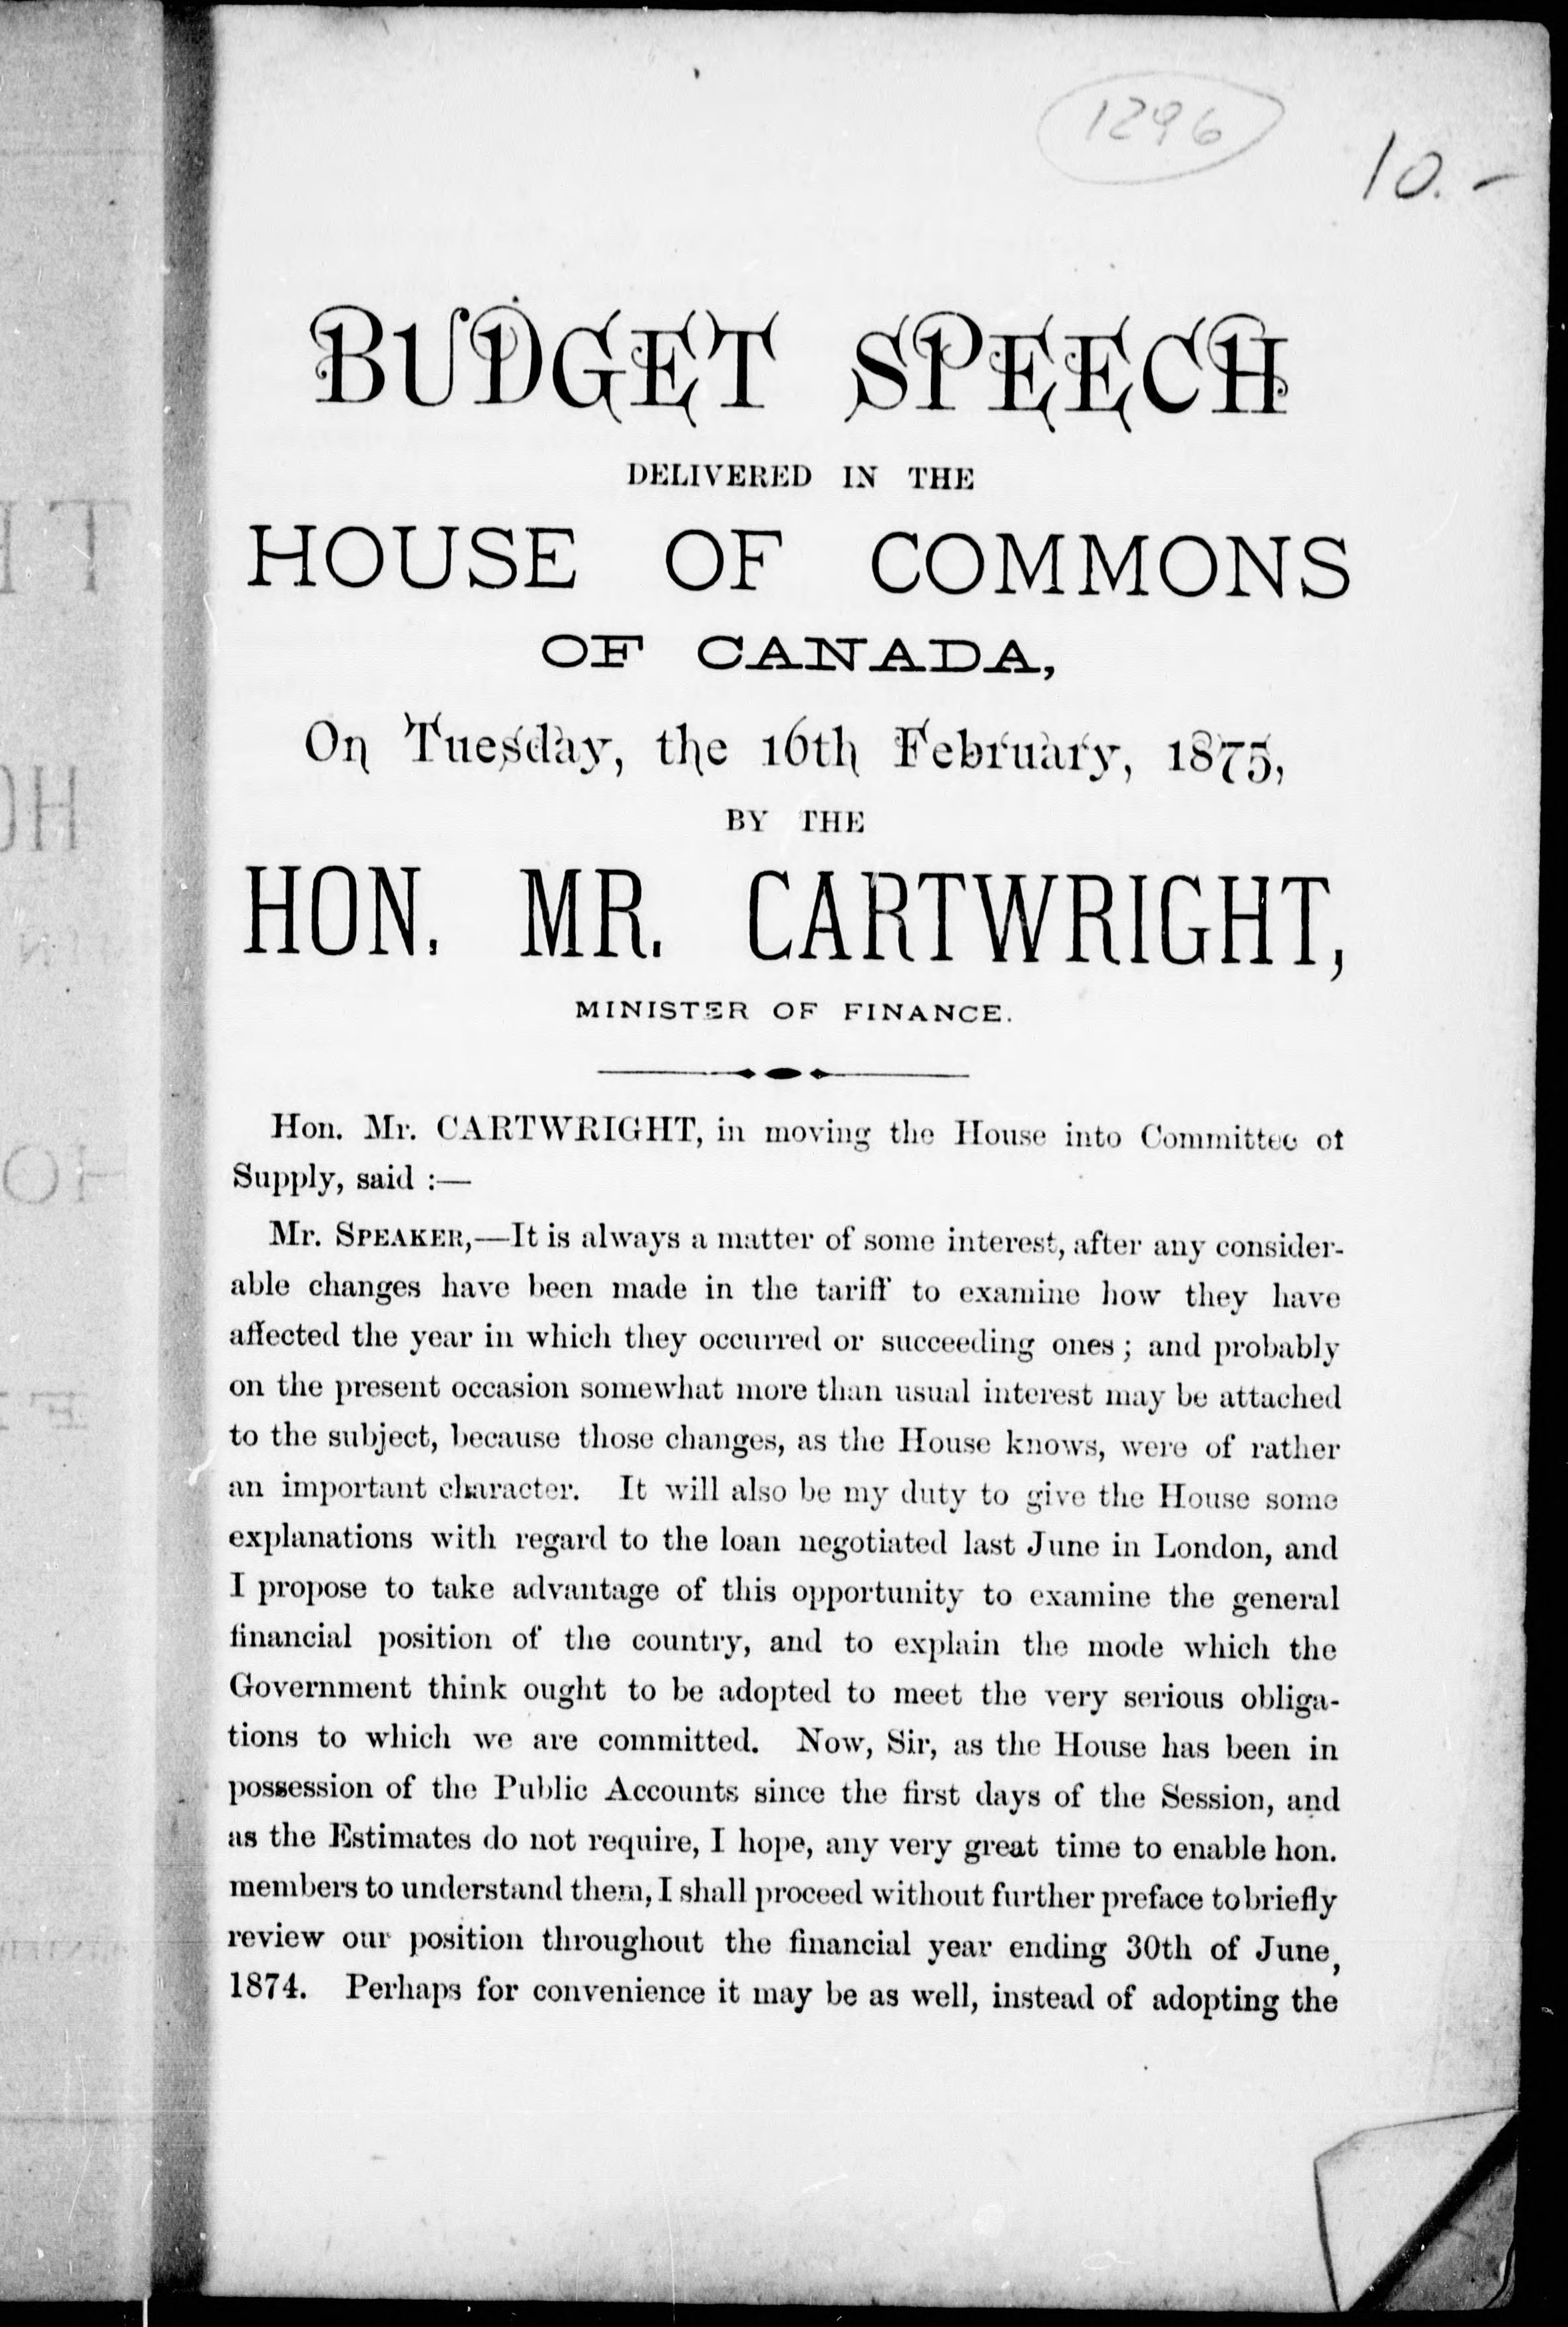 1296
10.-
BUDGET SPEECH
DELIVERED IN THE
HOUSE OF COMMONS
OF CANADA,
On Tuesday, the 16th February, 1875,
BY THE
HON. MR. CARTWRIGHT,
MINISTER OF FINANCE.
Hon. Mr. CARTWRIGHT, in moving the House into Committee of
Supply, said :—
Mr. SPEAKER,—It is always a matter of some interest, after any consider-
able changes have been made in the tariff to examine how they have
affected the year in which they occurred or succeeding ones ; and probably
on the present occasion somewhat more than usual interest may be attached
to the subject, because those changes, as the House knows, were of rather
an important character. It will also be my duty to give the House some
explanations with regard to the loan negotiated last June in London, and
I propose to take advantage of this opportunity to examine the general
financial position of the country, and to explain the mode which the
Government think ought to be adopted to meet the very serious obliga-
tions to which we are committed. Now, Sir, as the House has been in
possession of the Public Accounts since the first days of the Session, and
as the Estimates do not require, I hope, any very great time to enable hon.
members to understand them, I shall proceed without further preface to briefly
review our position throughout the financial year ending 30th of June,
1874. Perhaps for convenience it may be as well, instead of adopting the